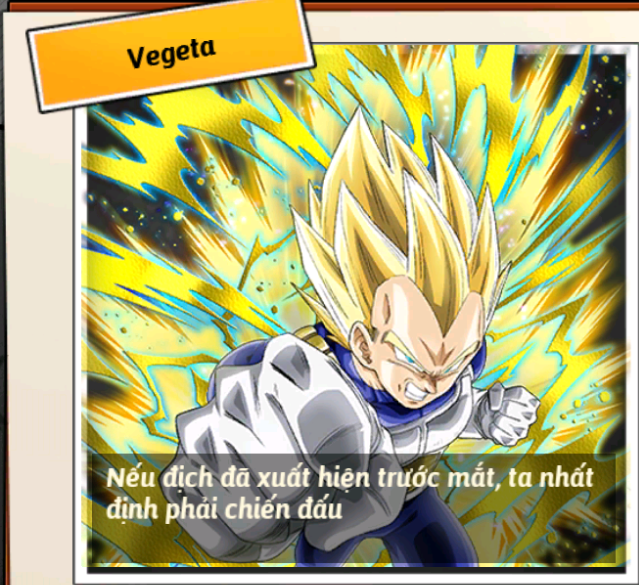 Vegeta
Nếu địch đã xuất hiện trước mắt, ta nhất
định phải chiến đấu